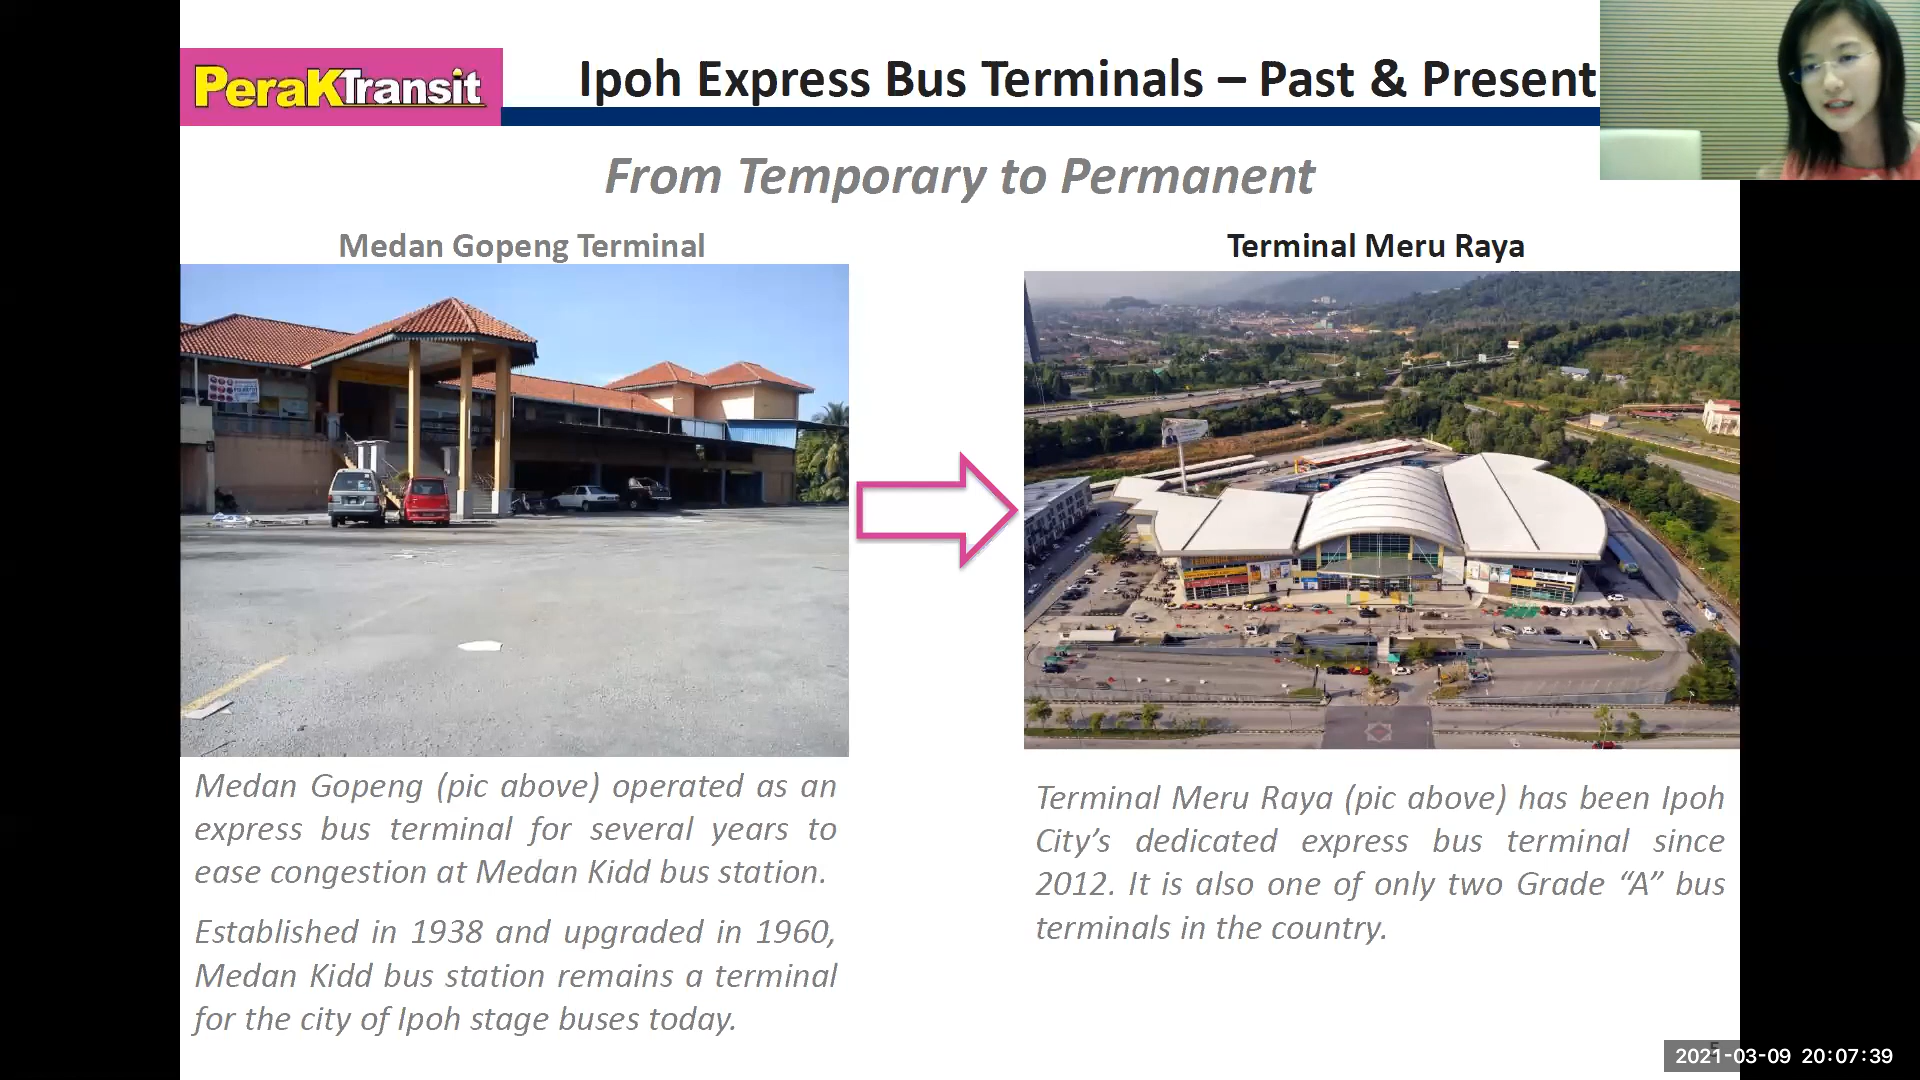 PeraKTransit
Ipoh Express Bus Terminals – Past & Present
From Temporary to Permanent
Medan Gopeng Terminal
Terminal Meru Raya
Medan Gopeng (pic above) operated as an
express bus terminal for several years to
ease congestion at Medan Kidd bus station.
Established in 1938 and upgraded in 1960,
Medan Kidd bus station remains a terminal
for the city of Ipoh stage buses today.
Terminal Meru Raya (pic above) has been Ipoh
City’s dedicated express bus terminal since
2012. It is also one of only two Grade “A” bus
terminals in the country.
5
2021-03-09 20:07:39